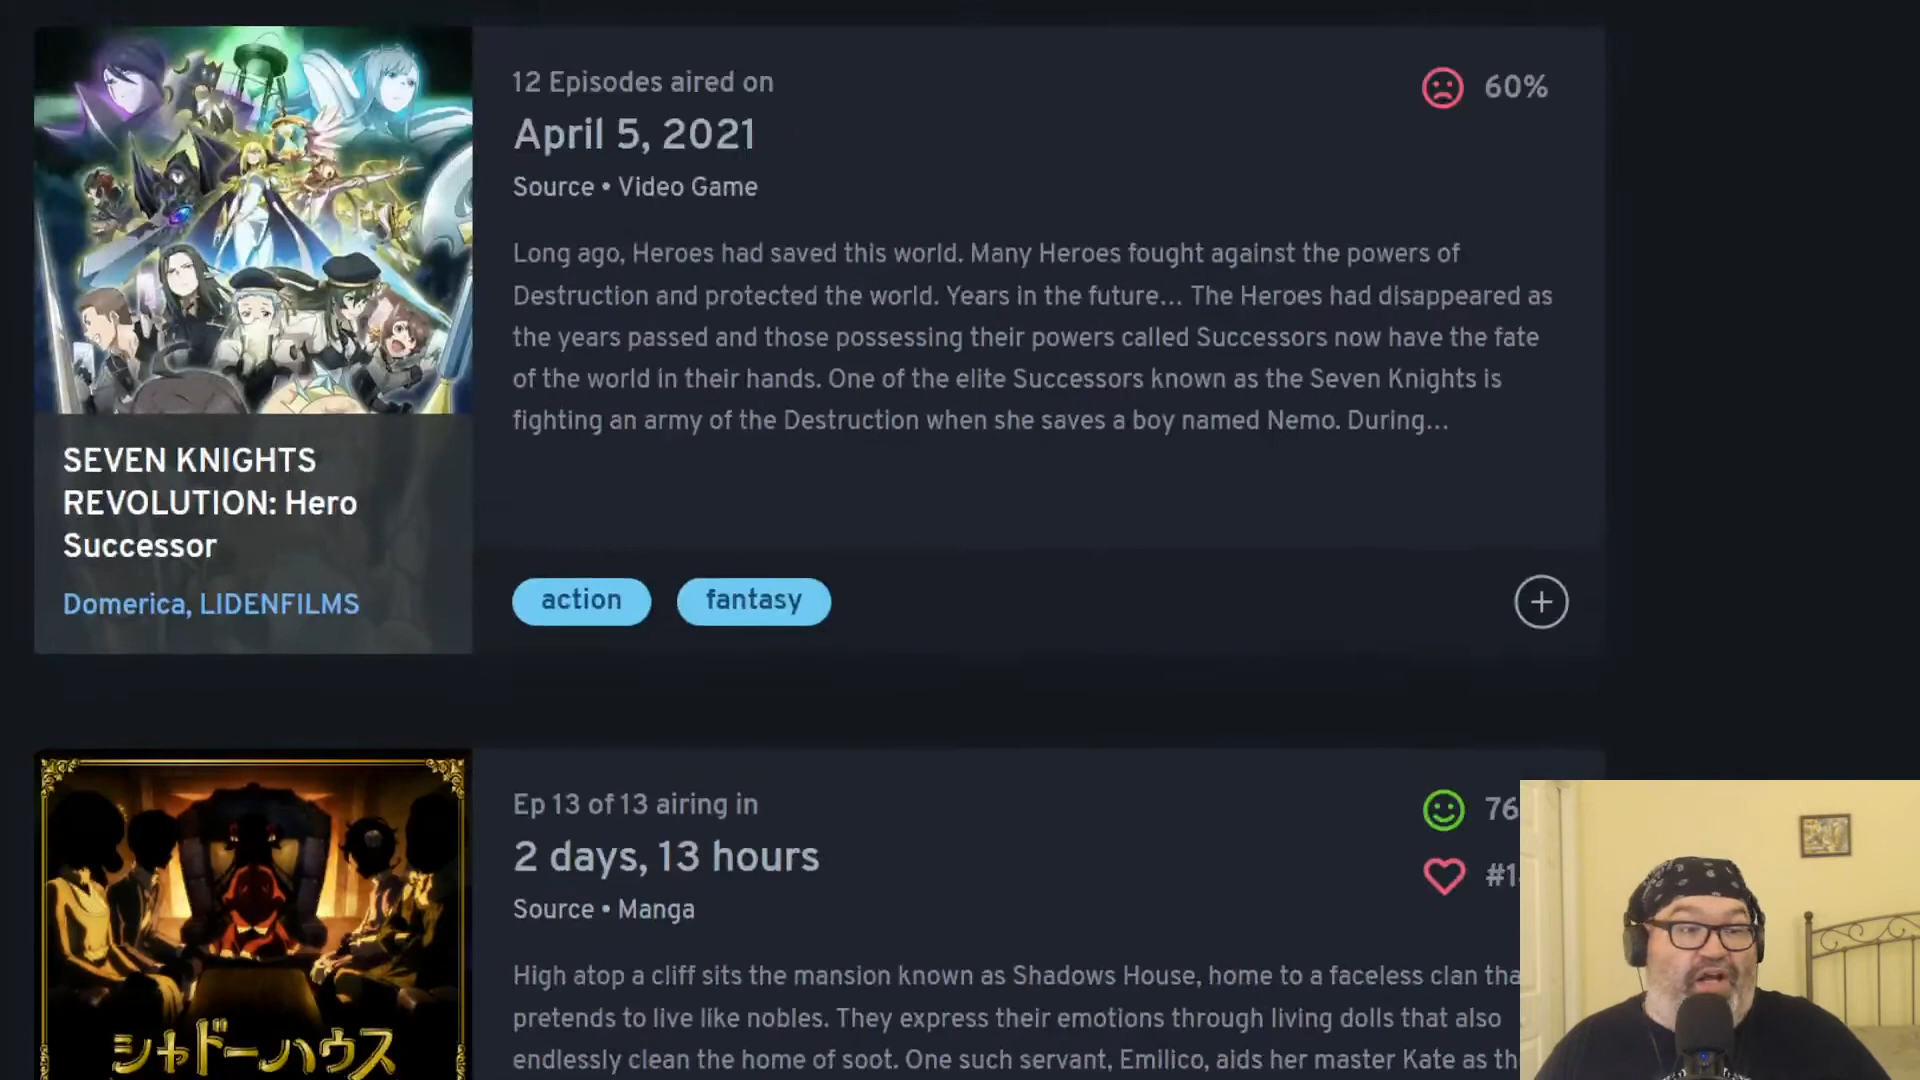 12 Episodes aired on
April 5, 2021
Source • Video Game
60%
Long ago, Heroes had saved this world. Many Heroes fought against the powers of
Destruction and protected the world. Years in the future… The Heroes had disappeared as
the years passed and those possessing their powers called Successors now have the fate
of the world in their hands. One of the elite Successors known as the Seven Knights is
fighting an army of the Destruction when she saves a boy named Nemo. During…
SEVEN KNIGHTS
REVOLUTION: Hero
Successor
Domerica, LIDENFILMS
action
fantasy
Ep 13 of 13 airing in
2 days, 13 hours
Source • Manga
76
#1
High atop a cliff sits the mansion known as Shadows House, home to a faceless clan tha
pretends to live like nobles. They express their emotions through living dolls that also
endlessly clean the home of soot. One such servant, Emilico, aids her master Kate as th
シャドーハウス